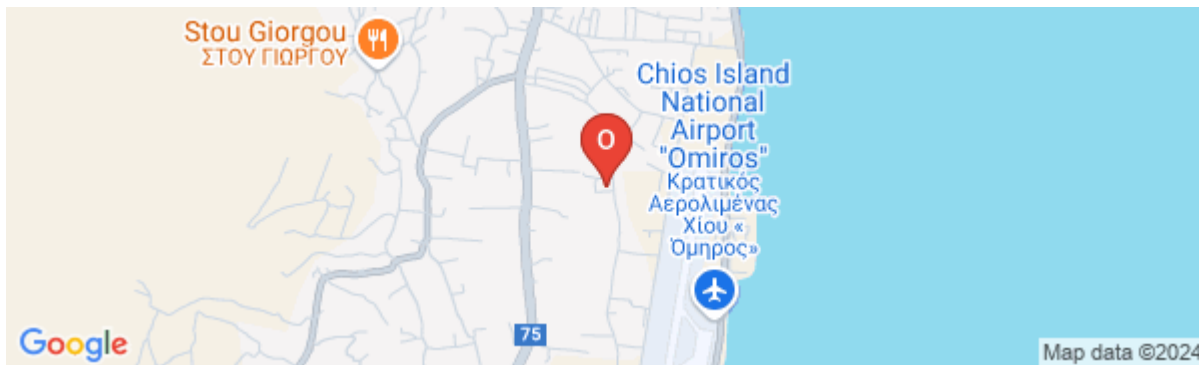 Stou Giorgou
ΣΤΟΥ ΓΙΩΡΓΟΥ
Chios Island
National
Airport
"Omiros"
Κρατικός
Αερολιμένας
Χίου «
Όμηρος»
O
75
Google
Map data ©2024